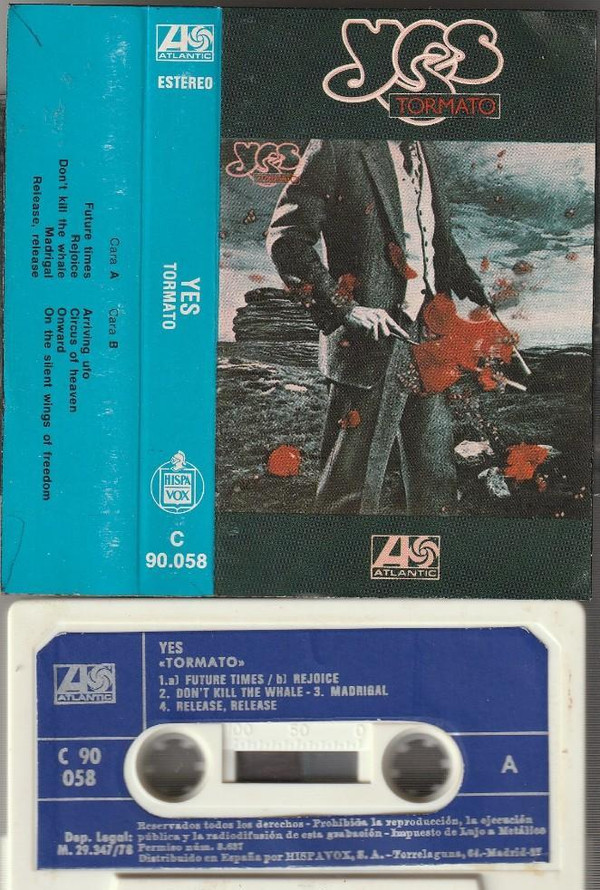 ATLANTIC
ESTEREO
Cara A
Future times
Rejoice
Don't kill the whale
Madrigal
Release, release
Cara B
Arriving ufo
Circus of heaven
Onward
On the silent wings of freedom
YES
TORMATO
HISPA
VOX
C
90.058
yes
TORMATO
yes
TORMATO
ATLANTIC
ATLANTIC
YES
«TORMATO»
1.a) FUTURE TIMES / b) REJOICE
2. DON'T KILL THE WHALE - 3. MADRIGAL
4. RELEASE, RELEASE
C 90
058
00 50 0
A
Dep. Legal:
M. 29.347/78
Reservados todos los derechos - Prohibida la reproducción, la ejecución
pública y la radiodifusión de esta grabación - Impuesto de Lujo a Metálico
Permiso núm. 8.627
Distribuido en España por HISPAVOX, S. A. - Torrelaguna, 64.-Madrid-27